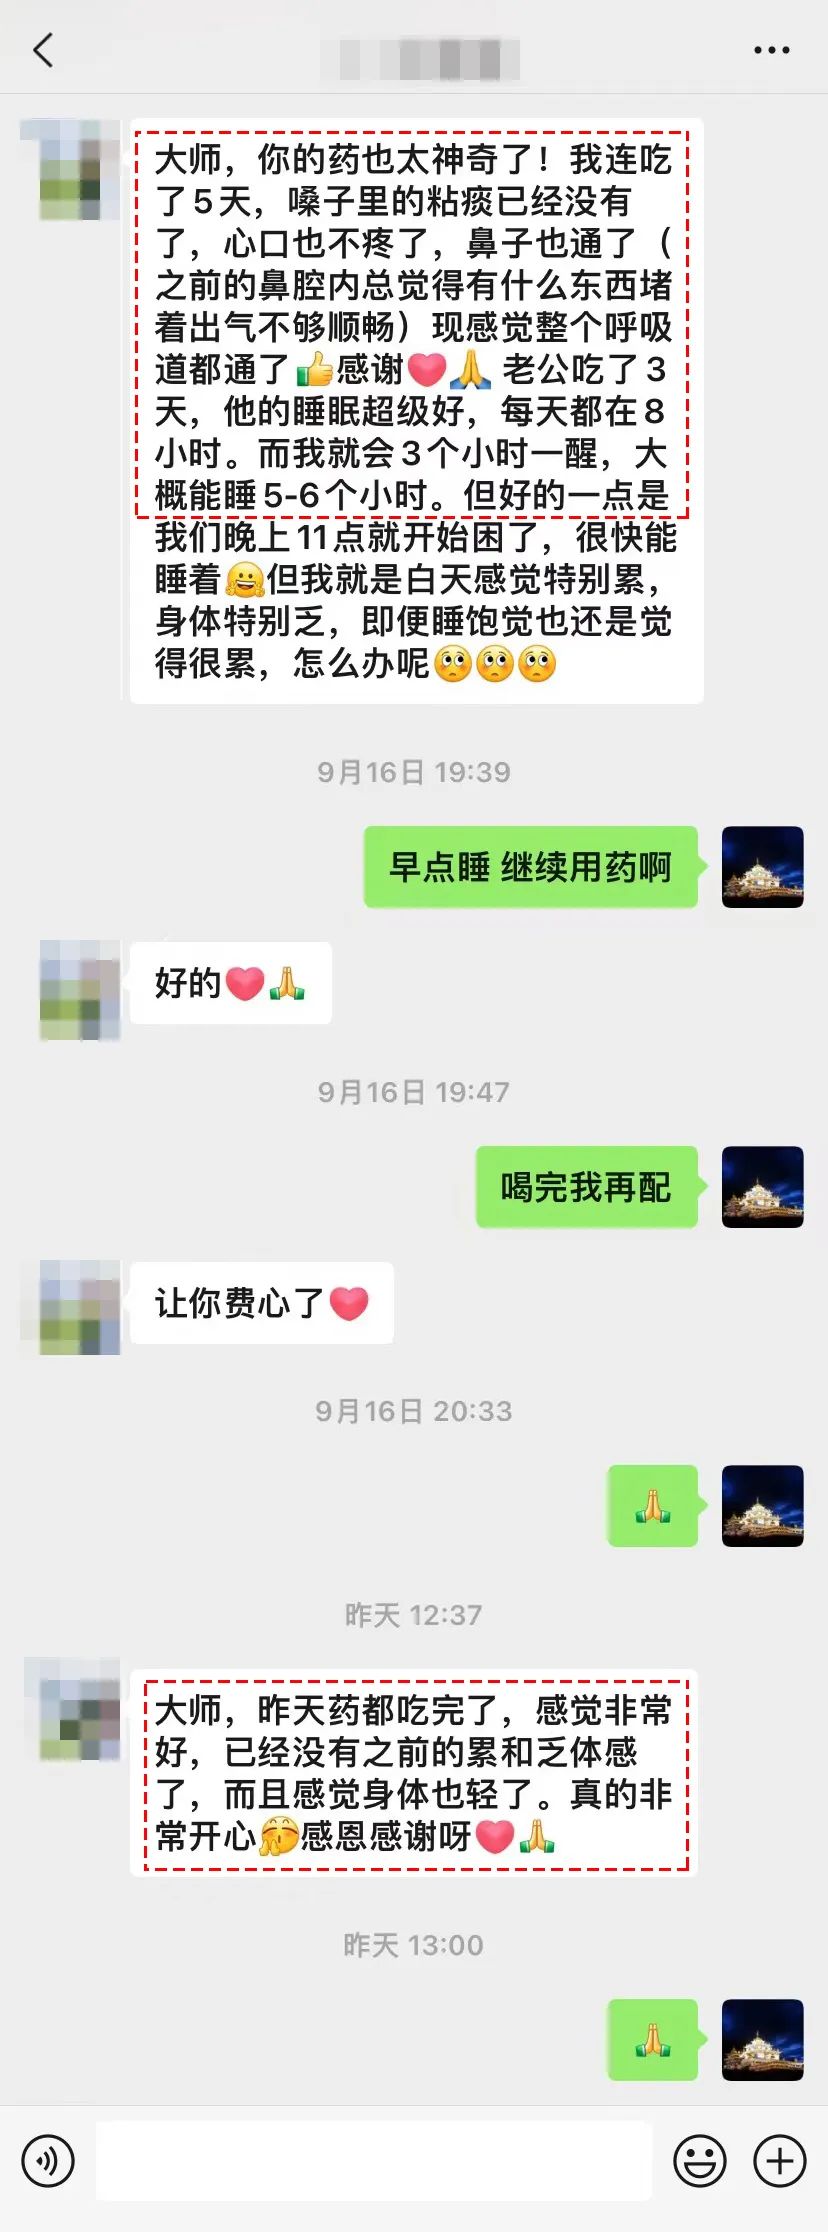 大师，你的药也太神奇了！我连吃
了5天，嗓子里的粘痰已经没有
了，心口也不疼了，鼻子也通了（
之前的鼻腔内总觉得有什么东西堵
着出气不够顺畅）现感觉整个呼吸
道都通了👍感谢❤️🙏 老公吃了3
天，他的睡眠超级好，每天都在8
小时。而我就会3个小时一醒，大
概能睡5-6个小时。但好的一点是
我们晚上11点就开始困了，很快能
睡着🤗但我就是白天感觉特别累，
身体特别乏，即便睡饱觉也还是觉
得很累，怎么办呢🥺🥺🥺
9月16日 19:39
早点睡 继续用药啊
好的❤️🙏
9月16日 19:47
喝完我再配
让你费心了❤️
9月16日 20:33
🙏
昨天 12:37
大师，昨天药都吃完了，感觉非常
好，已经没有之前的累和乏体感
了，而且感觉身体也轻了。真的非
常开心🤭感恩感谢呀❤️🙏
昨天 13:00
🙏